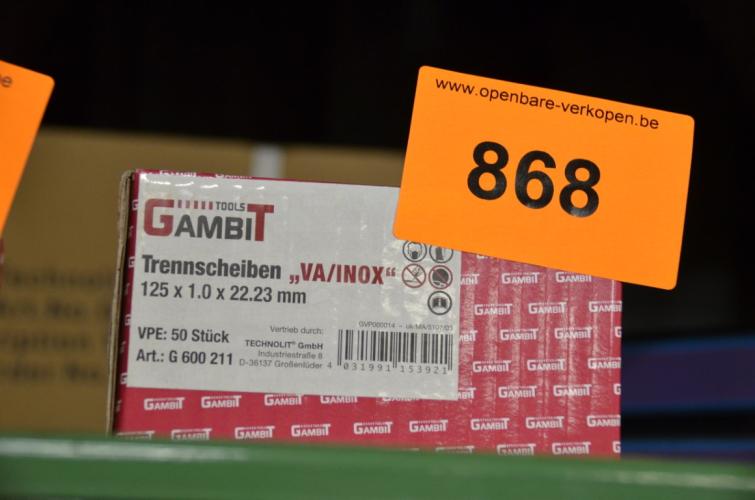 www.openbare-verkopen.be
868
TOOLS
GAMBIT
Trennscheiben „VA/INOX“
125 x 1.0 x 22.23 mm
VPE: 50 Stück
Art.: G 600 211
Vertrieb durch:
TECHNOLIT® GmbH
Industriestraße 8
D-36137 Großenlüder
4 031991 153921
GAMBIT